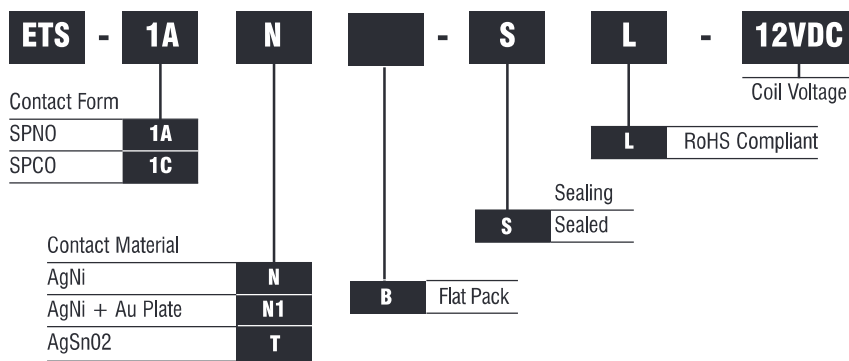 ETS - 1A N - S L - 12VDC
Coil Voltage
Contact Form
SPNO 1A
SPCO 1C
L RoHS Compliant
Sealing
S Sealed
Contact Material
AgNi N
AgNi + Au Plate N1
AgSn02 T
B Flat Pack